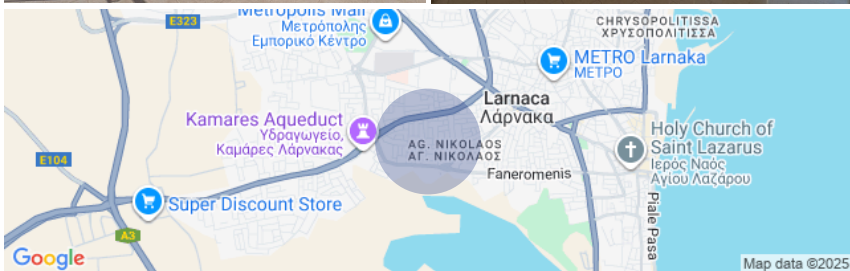 E323
Metropolis Mall
Μετρόπολης
Εμπορικό Κέντρο
CHRYSOPOLITISSA
ΧΡΥΣΟΠΟΛΙΤΙΣΣΑ
METRO Larnaka
ΜΕΤΡΟ
Larnaca
Λάρνακα
Kamares Aqueduct
Υδραγωγείο,
Καμάρες Λάρνακας
AG. NIKOLAOS
ΑΓ. ΝΙΚΟΛΑΟΣ
Holy Church of
Saint Lazarus
Ιερός Ναός
Αγίου Λαζάρου
E104
Faneromenis
Piale Pasa
Super Discount Store
A3
Google
Map data ©2025